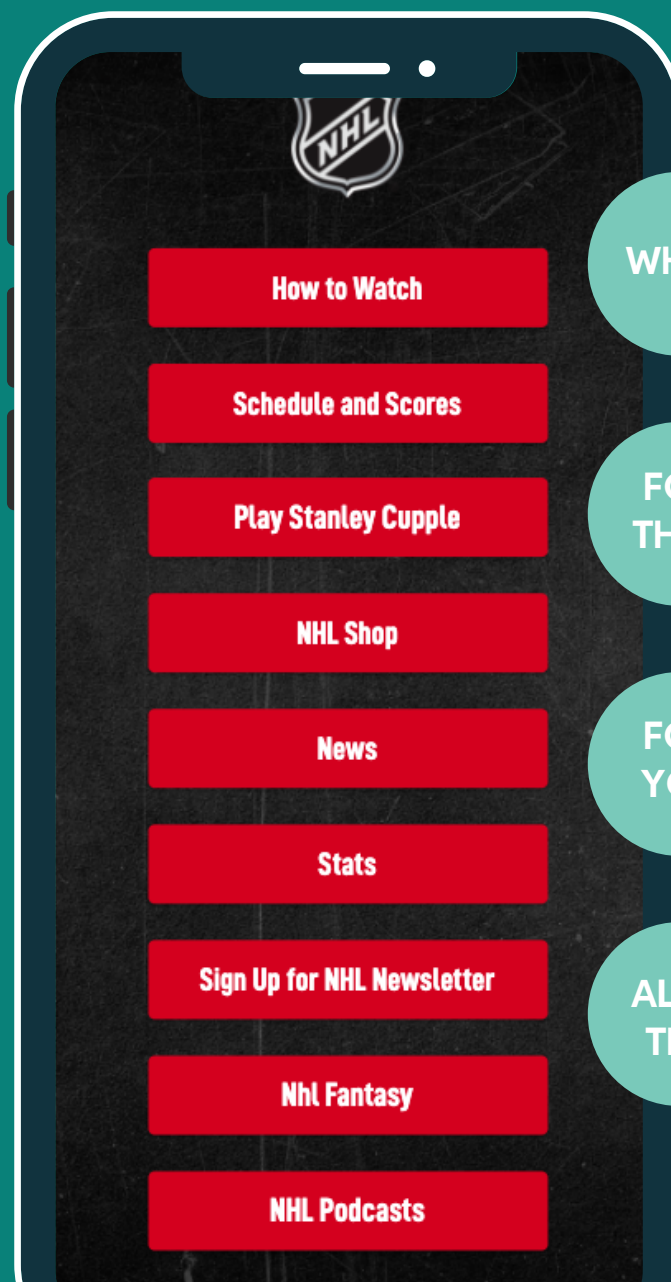 NHL
How to Watch
Schedule and Scores
Play Stanley Cupple
NHL Shop
News
Stats
Sign Up for NHL Newsletter
Nhl Fantasy
NHL Podcasts